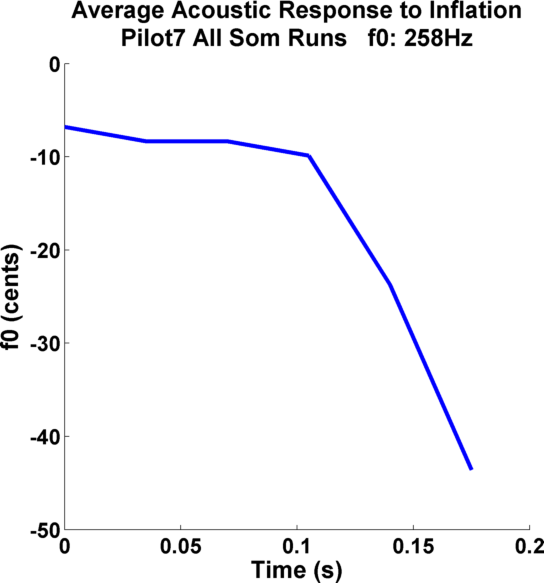 Average Acoustic Response to Inflation
Pilot7 All Som Runs f0: 258Hz
0
-10
-20
-30
-40
-50
f0 (cents)
0 0.05 0.1 0.15 0.2
Time (s)